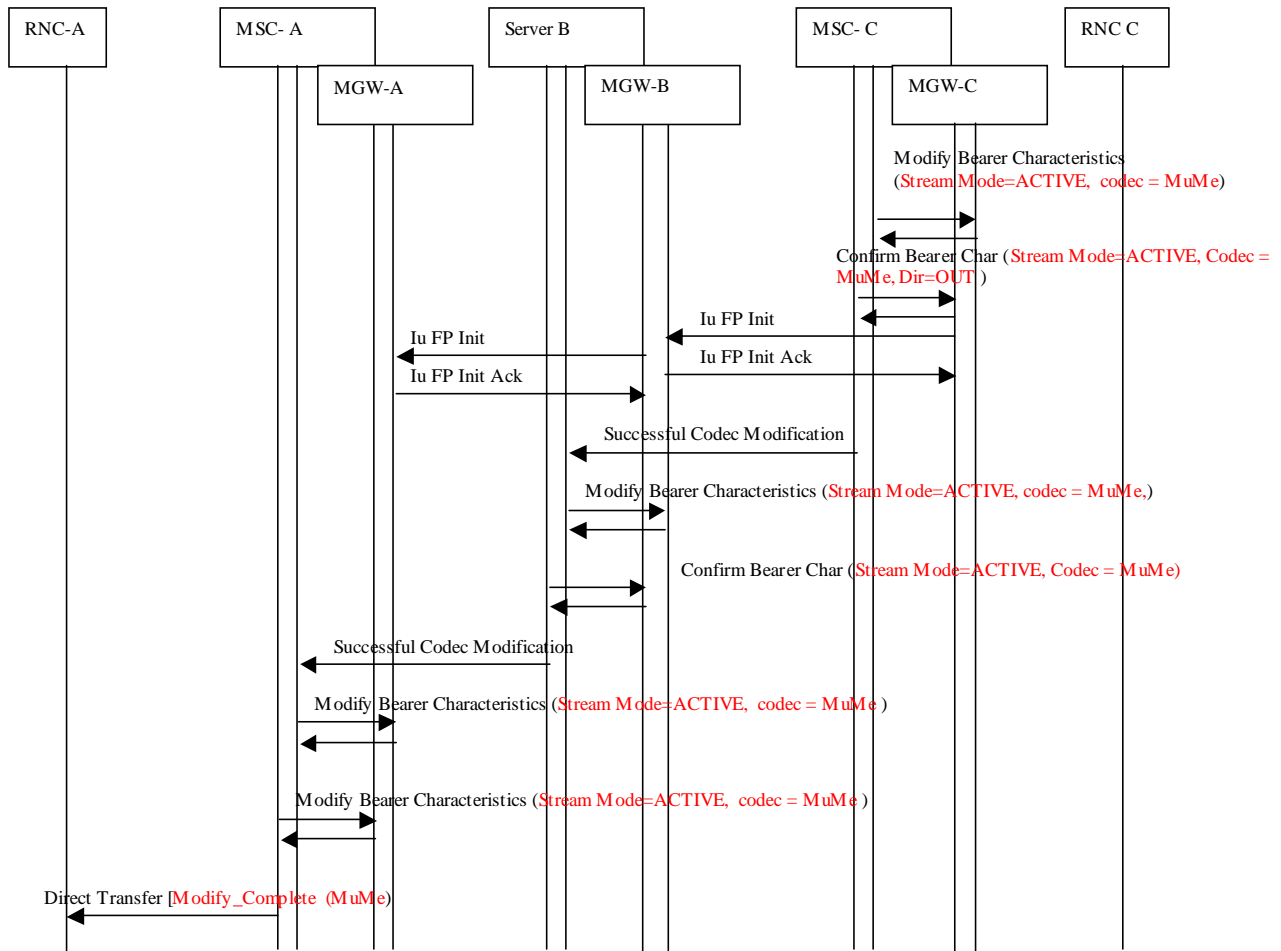 RNC-A
MSC- A
Server B
MSC- C
RNC C
MGW-A
MGW-B
MGW-C
Modify Bearer Characteristics
(Stream Mode=ACTIVE, codec = MuMe)
Confirm Bearer Char (Stream Mode=ACTIVE, Codec =
MuMe, Dir=OUT )
Iu FP Init
Iu FP Init
Iu FP Init Ack
Iu FP Init Ack
Successful Codec Modification
Modify Bearer Characteristics (Stream Mode=ACTIVE, codec = MuMe,)
Confirm Bearer Char (Stream Mode=ACTIVE, Codec = MuMe)
Successful Codec Modification
Modify Bearer Characteristics (Stream Mode=ACTIVE, codec = MuMe )
Modify Bearer Characteristics (Stream Mode=ACTIVE, codec = MuMe )
Direct Transfer [Modify_Complete (MuMe)